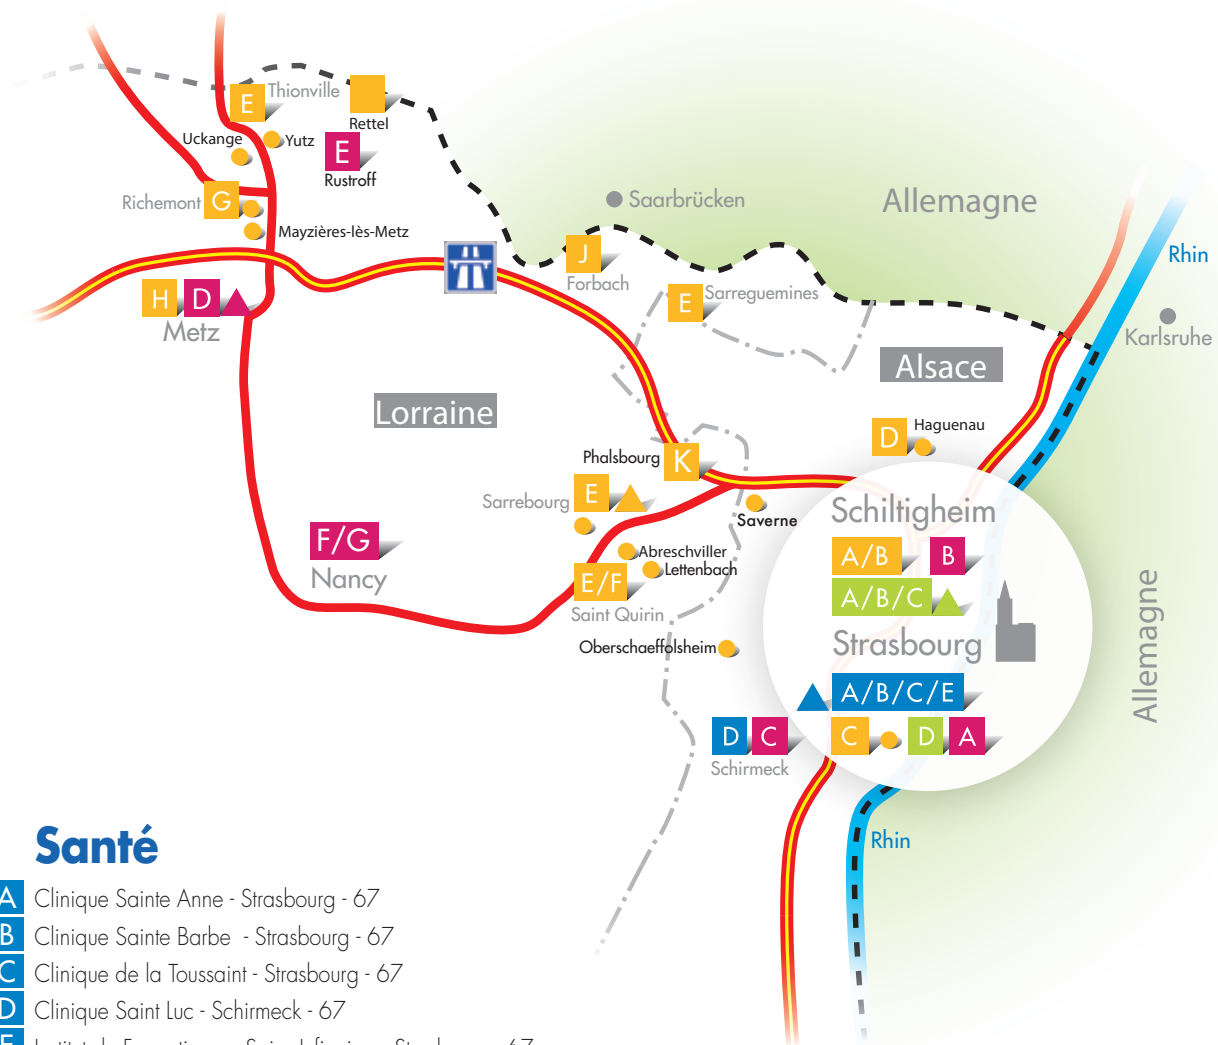 E
Thionville
Rettel
Uckange
Yutz
E
Rustroff
Richemont
G
Mayzières-lès-Metz
Saarbrücken
Allemagne
Rhin
J
Forbach
H
D
Metz
E
Sarreguemines
Karlsruhe
Alsace
Lorraine
D
Haguenau
Phalsbourg
K
Sarrebourg
E
Saverne
Schiltigheim
F/G
Nancy
Abreschviller
Lettenbach
A/B
B
E/F
Saint Quirin
A/B/C
Oberschaeffolsheim
Strasbourg
Allemagne
A/B/C/E
D
C
Schirmeck
C
D
A
Rhin
Santé
A Clinique Sainte Anne - Strasbourg - 67
B Clinique Sainte Barbe - Strasbourg - 67
C Clinique de la Toussaint - Strasbourg - 67
D Clinique Saint Luc - Schirmeck - 67